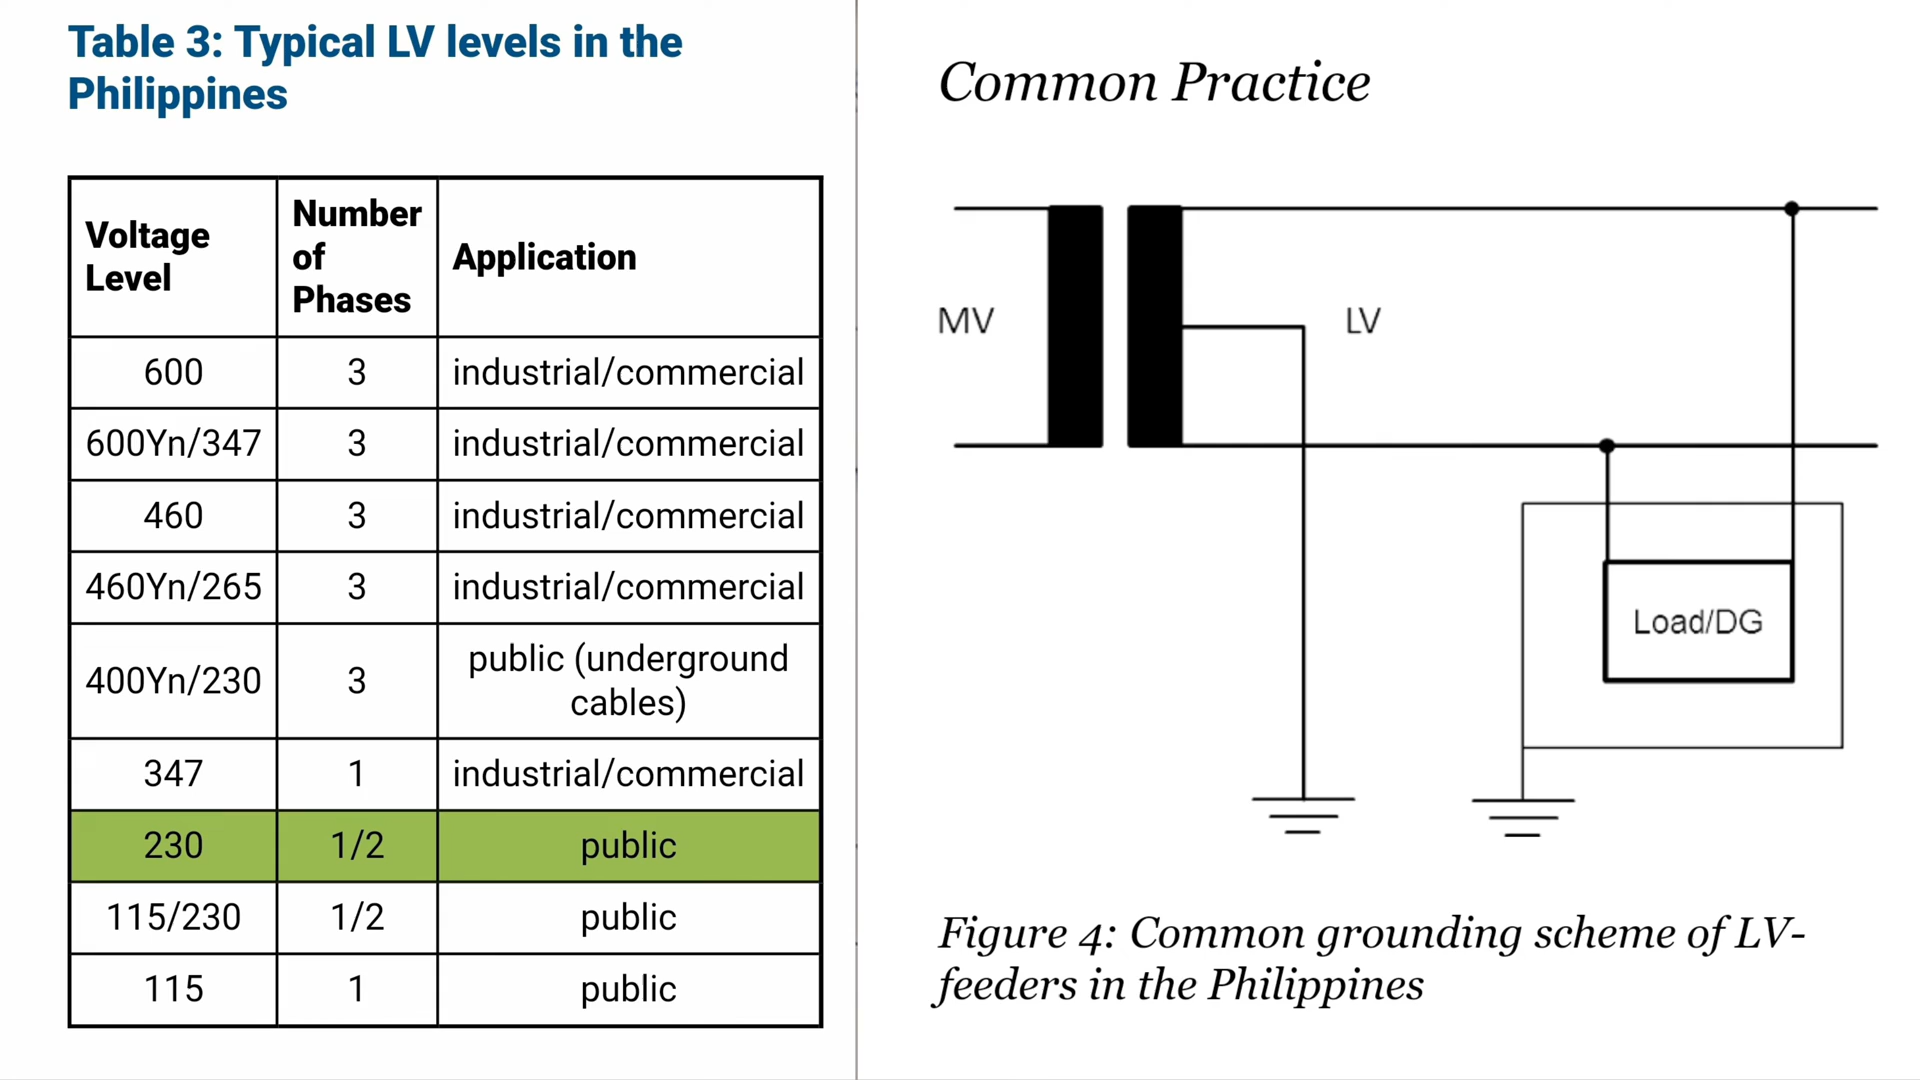 Table 3: Typical LV levels in the
Philippines
Voltage
Level
Number
of
Phases
Application
600
3
industrial/commercial
600Yn/347
3
industrial/commercial
460
3
industrial/commercial
460Yn/265
3
industrial/commercial
400Yn/230
3
public (underground
cables)
347
1
industrial/commercial
230
1/2
public
115/230
1/2
public
115
1
public
Common Practice
MV
LV
Load/DG
Figure 4: Common grounding scheme of LV-
feeders in the Philippines